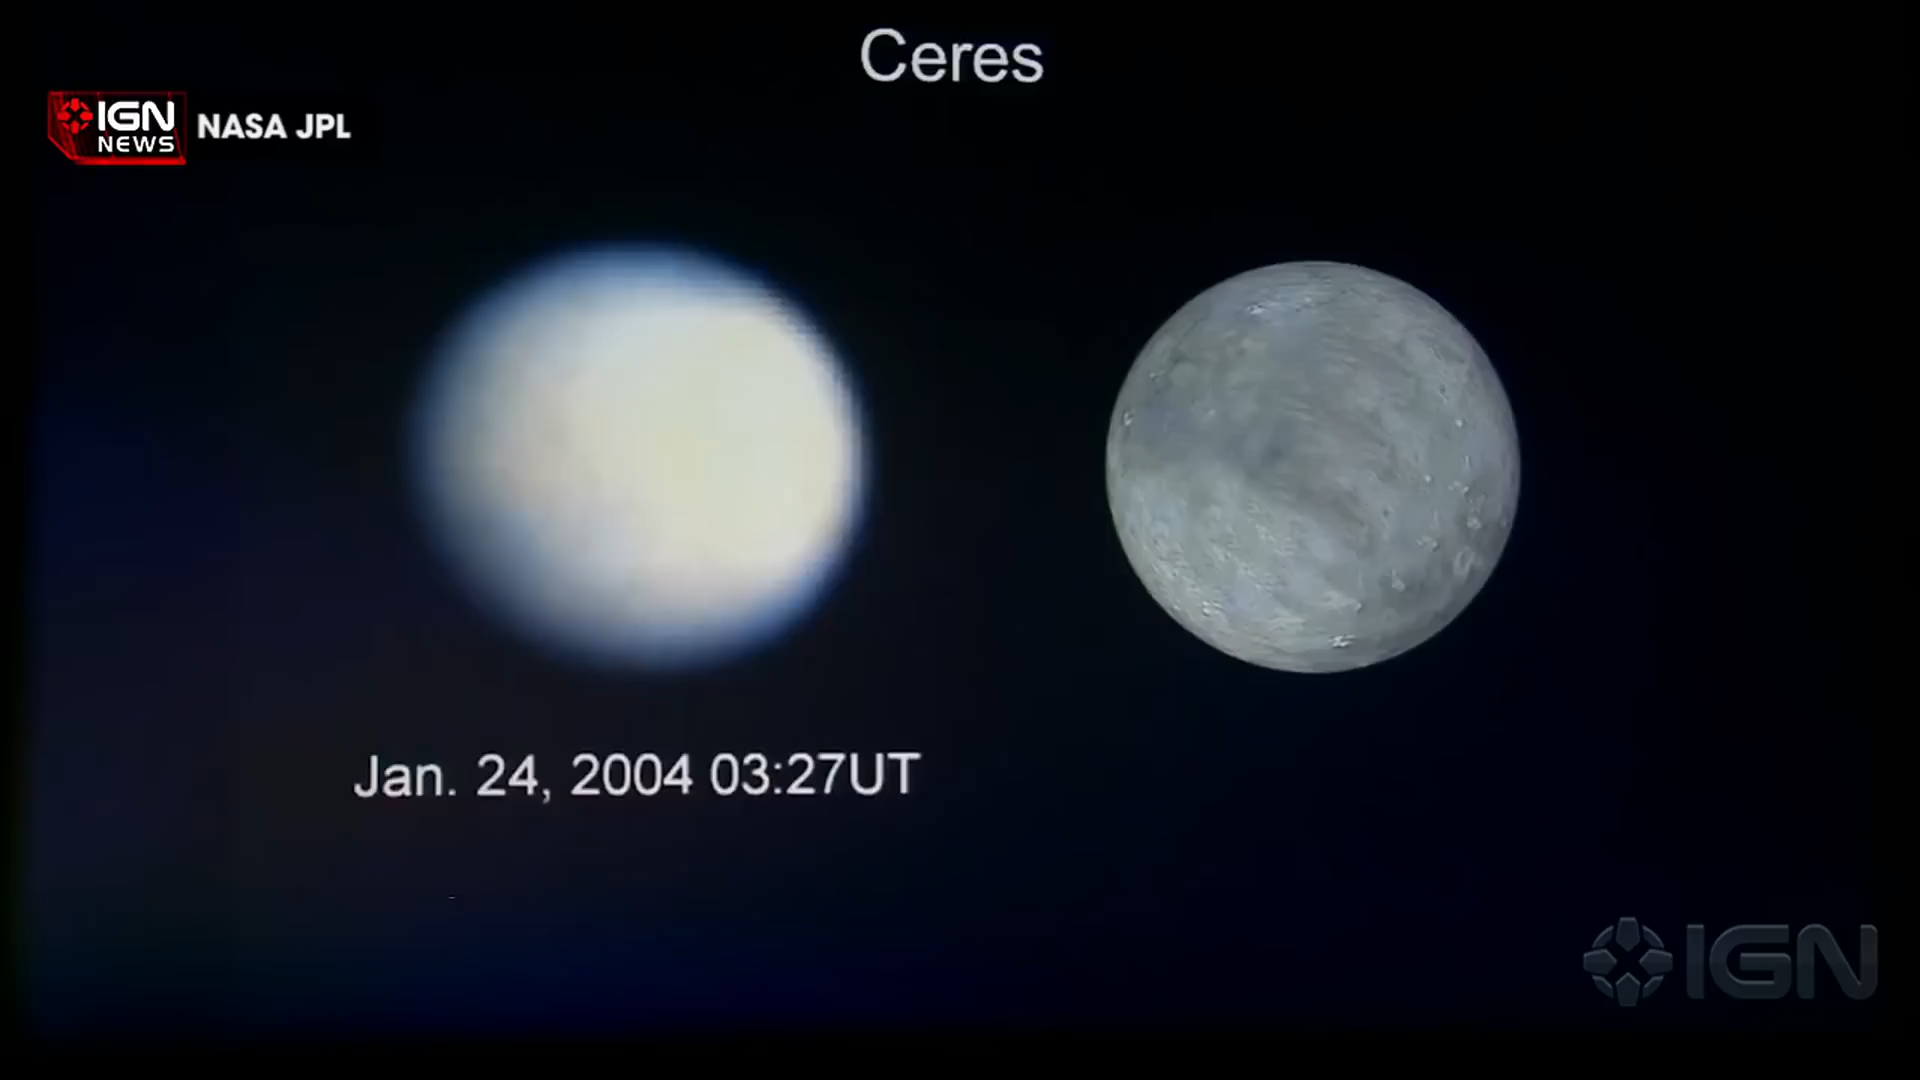 Ceres
IGN
NEWS
NASA JPL
Jan. 24, 2004 03:27UT
IGN